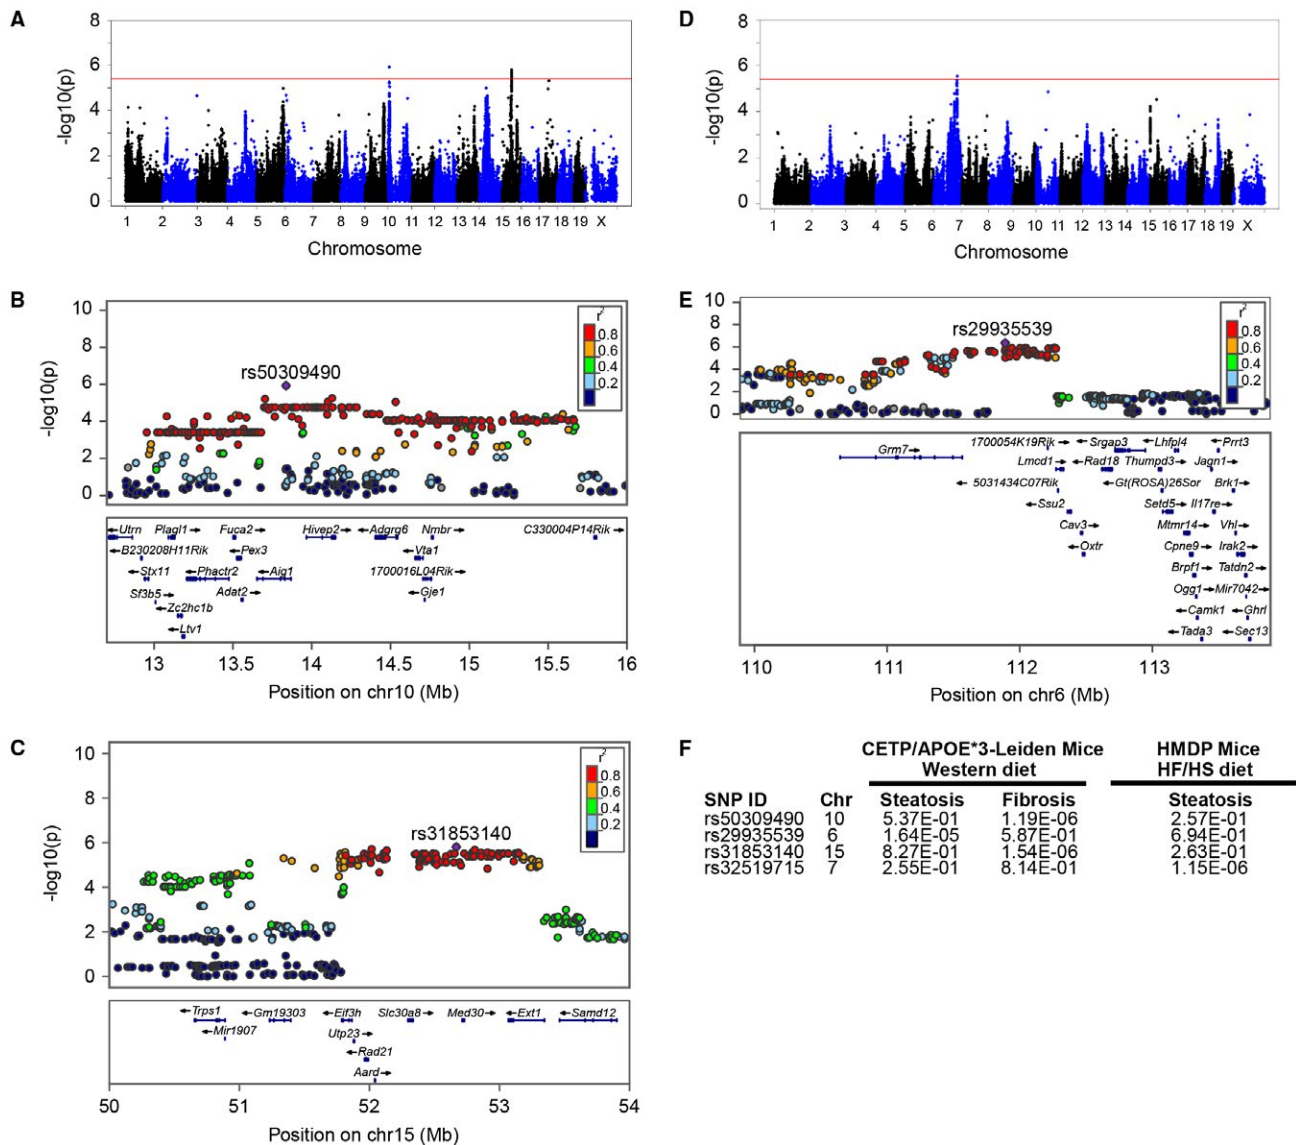 A
8
6
4
2
0
-log10(p)
1 2 3 4 5 6 7 8 9 10 11 12 13 14 15 16 17 18 19 X
Chromosome
B
10
8
6
4
2
0
-log10(p)
rs50309490
r2
0.8
0.6
0.4
0.2
Utrn Plagl1 Fuca2 Hivep2 Adgrg6 Nmbr C330004P14Rik
B230208H11Rik Pex3 Vta1
Stx11 Phactr2 Aig1 1700016L04Rik
Sf3b5 Adat2 Gje1
Zc2hc1b
Ltv1
13 13.5 14 14.5 15 15.5 16
Position on chr10 (Mb)
C
10
8
6
4
2
0
-log10(p)
rs31853140
r2
0.8
0.6
0.4
0.2
Trps1 Gm19303 Eif3h Slc30a8 Med30 Ext1 Samd12
Mir1907 Utp23
Rad21
Aard
50 51 52 53 54
Position on chr15 (Mb)
D
8
6
4
2
0
-log10(p)
1 2 3 4 5 6 7 8 9 10 11 12 13 14 15 16 17 18 19 X
Chromosome
E
10
8
6
4
2
0
-log10(p)
rs29935539
r2
0.8
0.6
0.4
0.2
Grm7 1700054K19Rik Srgap3 Lhfpl4 Prrt3
Lmcd1 Rad18 Thumpd3 Jagn1
5031434C07Rik Gt(ROSA)26Sor Brk1
Ssu2 Setd5 Il17re
Cav3 Mtmr14 Vhl
Oxtr Cpne9 Irak2
Brpf1 Tatdn2
Ogg1 Mir7042
Camk1 Ghrl
Tada3 Sec13
110 111 112 113
Position on chr6 (Mb)
F
CETP/APOE*3-Leiden Mice HMDP Mice
Western diet HF/HS diet
SNP ID Chr Steatosis Fibrosis Steatosis
rs50309490 10 5.37E-01 1.19E-06 2.57E-01
rs29935539 6 1.64E-05 5.87E-01 6.94E-01
rs31853140 15 8.27E-01 1.54E-06 2.63E-01
rs32519715 7 2.55E-01 8.14E-01 1.15E-06